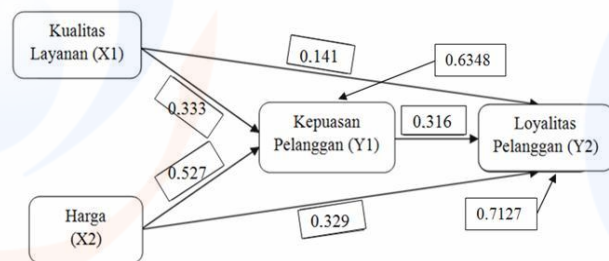 Kualitas
Layanan (X1)
0.141
0.6348
0.333
Kepuasan
Pelanggan (Y1)
0.316
Loyalitas
Pelanggan (Y2)
0.527
Harga
(X2)
0.329
0.7127